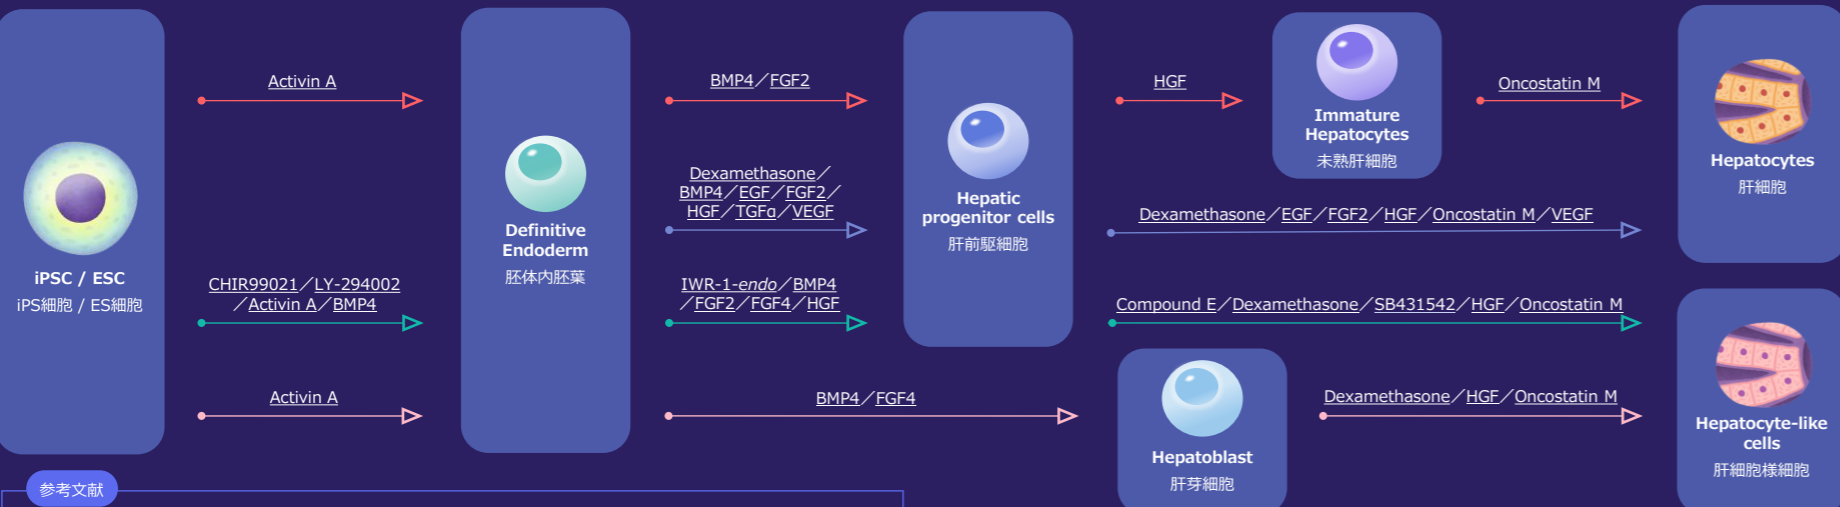 iPSC / ESC
iPS細胞 / ES細胞
Activin A
CHIR99021／LY-294002
／Activin A／BMP4
Activin A
Definitive
Endoderm
胚体内胚葉
BMP4／FGF2
Dexamethasone／
BMP4／EGF／FGF2／
HGF／TGFα／VEGF
IWR-1-endo／BMP4
／FGF2／FGF4／HGF
BMP4／FGF4
Hepatic
progenitor cells
肝前駆細胞
HGF
Immature
Hepatocytes
未熟肝細胞
Oncostatin M
Dexamethasone／EGF／FGF2／HGF／Oncostatin M／VEGF
Compound E／Dexamethasone／SB431542／HGF／Oncostatin M
Hepatoblast
肝芽細胞
Dexamethasone／HGF／Oncostatin M
Hepatocytes
肝細胞
Hepatocyte-like
cells
肝細胞様細胞
参考文献